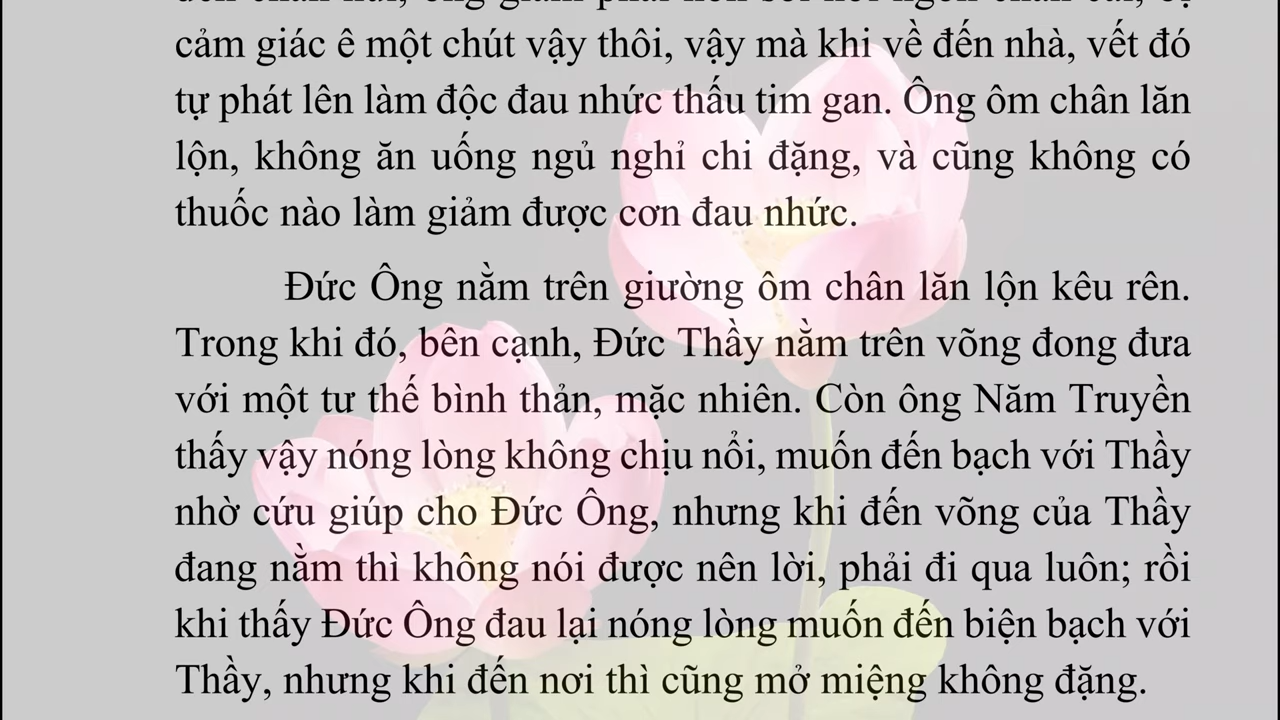 cảm giác ê một chút vậy thôi, vậy mà khi về đến nhà, vết đó
tự phát lên làm độc đau nhức thấu tim gan. Ông ôm chân lăn
lộn, không ăn uống ngủ nghỉ chi đặng, và cũng không có
thuốc nào làm giảm được cơn đau nhức.
Đức Ông nằm trên giường ôm chân lăn lộn kêu rên.
Trong khi đó, bên cạnh, Đức Thầy nằm trên võng đong đưa
với một tư thế bình thản, mặc nhiên. Còn ông Năm Truyền
thấy vậy nóng lòng không chịu nổi, muốn đến bạch với Thầy
nhờ cứu giúp cho Đức Ông, nhưng khi đến võng của Thầy
đang nằm thì không nói được nên lời, phải đi qua luôn; rồi
khi thấy Đức Ông đau lại nóng lòng muốn đến biện bạch với
Thầy, nhưng khi đến nơi thì cũng mở miệng không đặng.